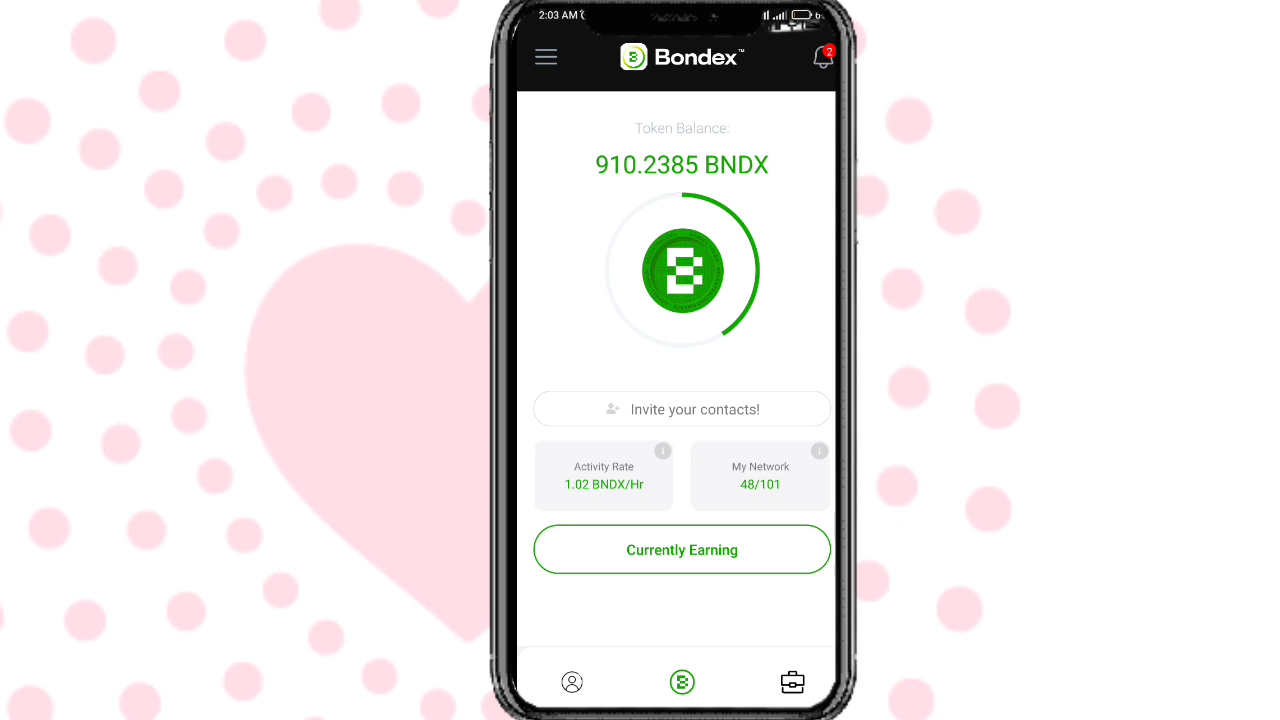 2:03 AM
Bondex™
2
Token Balance:
910.2385 BNDX
Invite your contacts!
Activity Rate
1.02 BNDX/Hr
My Network
48/101
Currently Earning